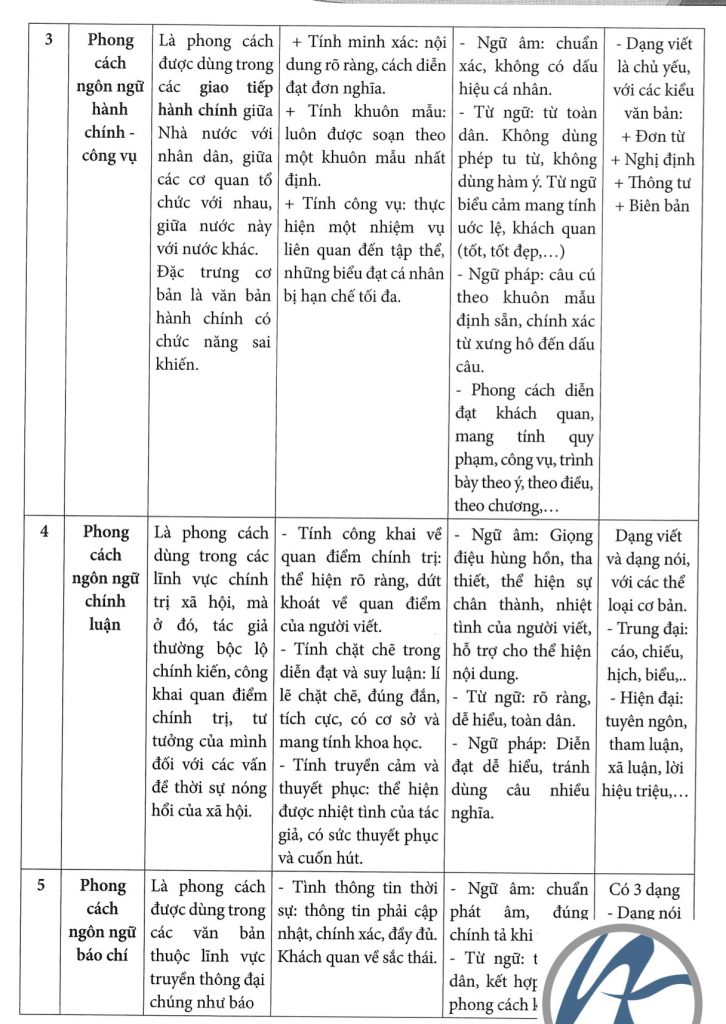 3
Phong
cách
ngôn ngữ
hành
chính -
công vụ
Là phong cách
được dùng trong
các giao tiếp
hành chính giữa
Nhà nước với
nhân dân, giữa
các cơ quan tổ
chức với nhau,
giữa nước này
với nước khác.
Đặc trưng cơ
bản là văn bản
hành chính có
chức năng sai
khiến.
+ Tính minh xác: nội
dung rõ ràng, cách diễn
đạt đơn nghĩa.
+ Tính khuôn mẫu:
luôn được soạn theo
một khuôn mẫu nhất
định.
+ Tính công vụ: thực
hiện một nhiệm vụ
liên quan đến tập thể,
những biểu đạt cá nhân
bị hạn chế tối đa.
- Ngữ âm: chuẩn
xác, không có dấu
hiệu cá nhân.
- Từ ngữ: từ toàn
dân. Không dùng
phép tu từ, không
dùng hàm ý. Từ ngữ
biểu cảm mang tính
uớc lệ, khách quan
(tốt, tốt đẹp,…)
- Ngữ pháp: câu cú
theo khuôn mẫu
định sẵn, chính xác
từ xưng hô đến dấu
câu.
- Phong cách diễn
đạt khách quan,
mang tính quy
phạm, công vụ, trình
bày theo ý, theo điều,
theo chương,…
- Dạng viết
là chủ yếu,
với các kiểu
văn bản:
+ Đơn từ
+ Nghị định
+ Thông tư
+ Biên bản
4
Phong
cách
ngôn ngữ
chính
luận
Là phong cách
dùng trong các
lĩnh vực chính
trị xã hội, mà
ở đó, tác giả
thường bộc lộ
chính kiến, công
khai quan điểm
chính trị, tư
tưởng của mình
đối với các vấn
đề thời sự nóng
hổi của xã hội.
- Tính công khai về
quan điểm chính trị:
thể hiện rõ ràng, dứt
khoát về quan điểm
của người viết.
- Tính chặt chẽ trong
diễn đạt và suy luận: lí
lẽ chặt chẽ, đúng đắn,
tích cực, có cơ sở và
mang tính khoa học.
- Tính truyền cảm và
thuyết phục: thể hiện
được nhiệt tình của tác
giả, có sức thuyết phục
và cuốn hút.
- Ngữ âm: Giọng
điệu hùng hồn, tha
thiết, thể hiện sự
chân thành, nhiệt
tình của người viết,
hỗ trợ cho thể hiện
nội dung.
- Từ ngữ: rõ ràng,
dễ hiểu, toàn dân.
- Ngữ pháp: Diễn
đạt dễ hiểu, tránh
dùng câu nhiều
nghĩa.
Dạng viết
và dạng nói,
với các thể
loại cơ bản.
- Trung đại:
cáo, chiếu,
hịch, biểu,..
- Hiện đại:
tuyên ngôn,
tham luận,
xã luận, lời
hiệu triệu,…
5
Phong
cách
ngôn ngữ
báo chí
Là phong cách
được dùng trong
các văn bản
thuộc lĩnh vực
truyền thông đại
chúng như báo
- Tình thông tin thời
sự: thông tin phải cập
nhật, chính xác, đầy đủ.
Khách quan về sắc thái.
- Ngữ âm: chuẩn
phát âm, đúng
chính tả khi
- Từ ngữ:
dân, kết hợp
phong cách
Có 3 dạng
- Dạng nói